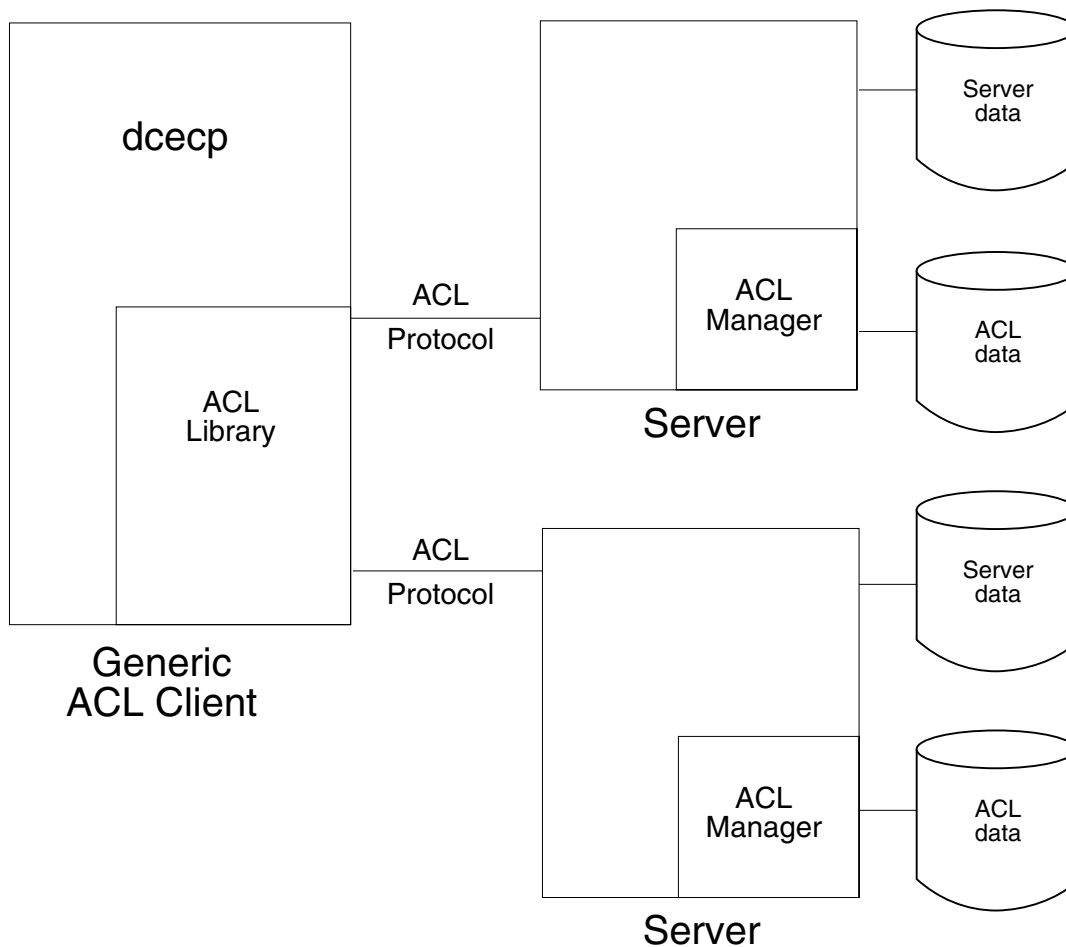 dcecp
ACL
Library
Generic
ACL Client
ACL
Protocol
ACL
Manager
Server
Server
data
ACL
data
ACL
Protocol
ACL
Manager
Server
Server
data
ACL
data